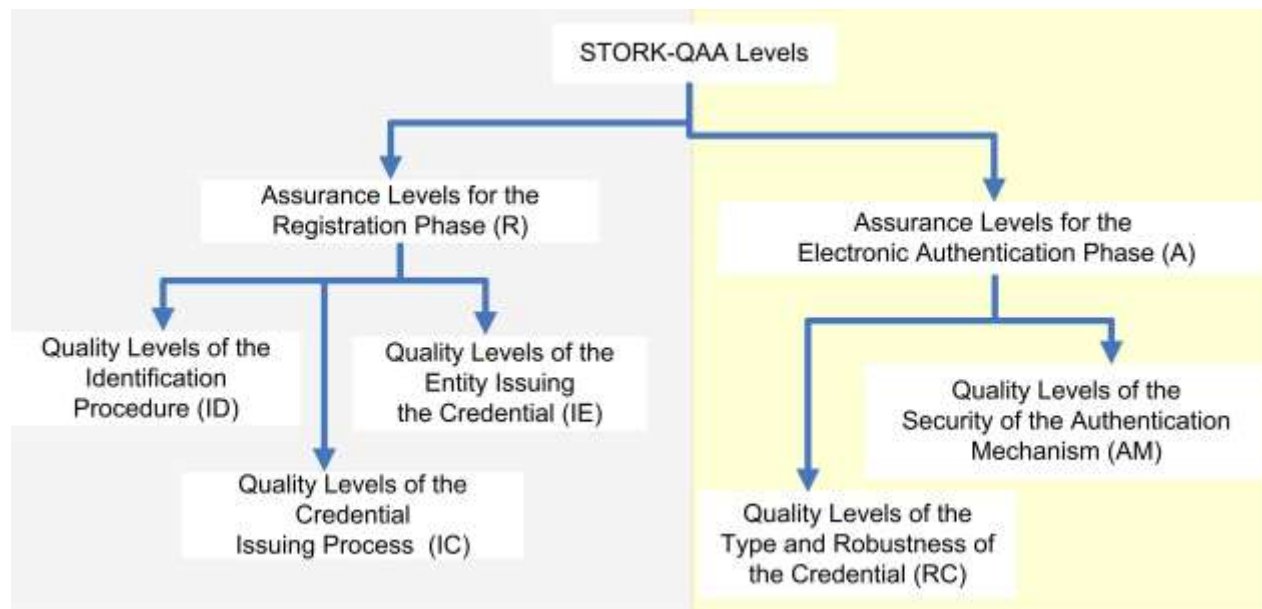 STORK-QAA Levels
Assurance Levels for the
Registration Phase (R)
Assurance Levels for the
Electronic Authentication Phase (A)
Quality Levels of the
Identification
Procedure (ID)
Quality Levels of the
Entity Issuing
the Credential (IE)
Quality Levels of the
Credential
Issuing Process (IC)
Quality Levels of the
Security of the Authentication
Mechanism (AM)
Quality Levels of the
Type and Robustness of
the Credential (RC)